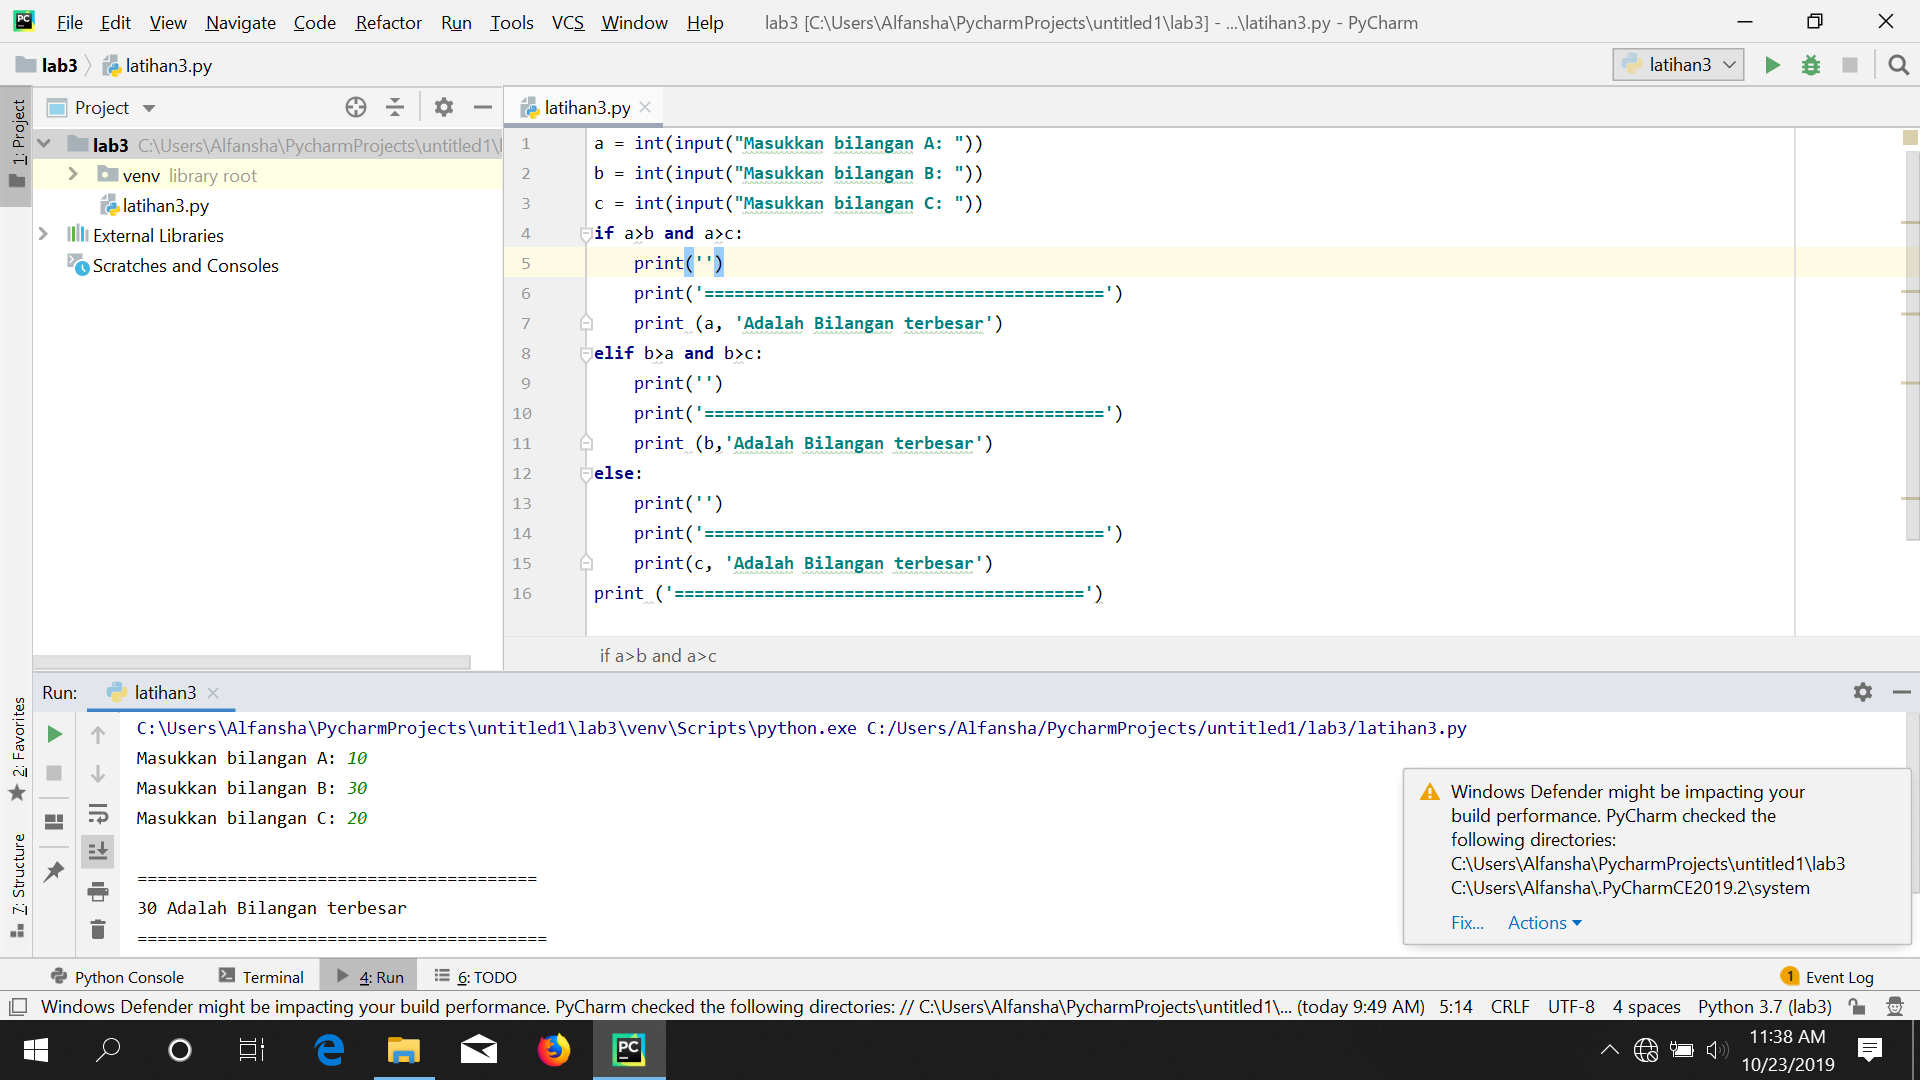 File Edit View Navigate Code Refactor Run Tools VCS Window Help lab3 [C:\Users\Alfansha\PycharmProjects\untitled1\lab3] - ...\latihan3.py - PyCharm
lab3 latihan3.py latihan3
1: Project
Project
latihan3.py
lab3 C:\Users\Alfansha\PycharmProjects\untitled1\l
venv library root
latihan3.py
External Libraries
Scratches and Consoles
1 a = int(input("Masukkan bilangan A: "))
2 b = int(input("Masukkan bilangan B: "))
3 c = int(input("Masukkan bilangan C: "))
4 if a>b and a>c:
5 print('')
6 print('========================================')
7 print (a, 'Adalah Bilangan terbesar')
8 elif b>a and b>c:
9 print('')
10 print('========================================')
11 print (b,'Adalah Bilangan terbesar')
12 else:
13 print('')
14 print('========================================')
15 print(c, 'Adalah Bilangan terbesar')
16 print ('=========================================')
if a>b and a>c
Run: latihan3
2: Favorites
7: Structure
C:\Users\Alfansha\PycharmProjects\untitled1\lab3\venv\Scripts\python.exe C:/Users/Alfansha/PycharmProjects/untitled1/lab3/latihan3.py
Masukkan bilangan A: 10
Masukkan bilangan B: 30
Masukkan bilangan C: 20
========================================
30 Adalah Bilangan terbesar
=========================================
Windows Defender might be impacting your
build performance. PyCharm checked the
following directories:
C:\Users\Alfansha\PycharmProjects\untitled1\lab3
C:\Users\Alfansha\.PyCharmCE2019.2\system
Fix... Actions
Python Console Terminal 4: Run 6: TODO 1 Event Log
Windows Defender might be impacting your build performance. PyCharm checked the following directories: // C:\Users\Alfansha\PycharmProjects\untitled1\... (today 9:49 AM) 5:14 CRLF UTF-8 4 spaces Python 3.7 (lab3)
PC
11:38 AM
10/23/2019